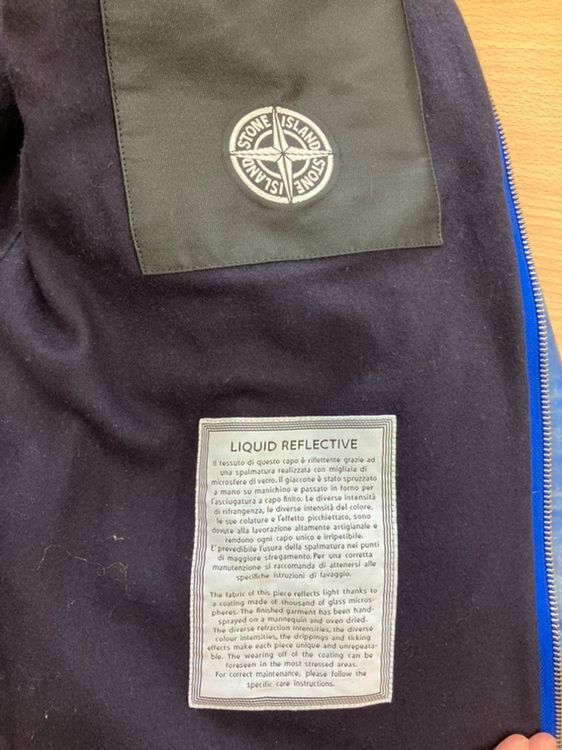 STONE ISLAND
STONE ISLAND
LIQUID REFLECTIVE
Il tessuto di questo capo è riflettente grazie ad
una spalmatura realizzata con migliaia di
microsfere di vetro. Il giaccone è stato spruzzato
a mano su manichino e passato in forno per
l'asciugatura a capo finito. Le diverse intensità
di rifrangenza, le diverse intensità del colore,
le sue colature e l'effetto picchiettato, sono
dovute alla lavorazione altamente artigianale e
rendono ogni capo unico e irripetibile.
E' prevedibile l'usura della spalmatura nei punti
di maggiore sfregamento. Per una corretta
manutenzione si raccomanda di attenersi alle
specifiche istruzioni di lavaggio.
The fabric of this piece reflects light thanks to
a coating made of thousand of glass micros-
pheres. The finished garment has been hand-
sprayed on a mannequin and oven dried.
The diverse refraction intensities, the diverse
colour intensities, the drippings and ticking
effects make each piece unique and unrepeata-
ble. The wearing off of the coating can be
foreseen in the most stressed areas.
For correct maintenance, please follow the
specific care instructions.